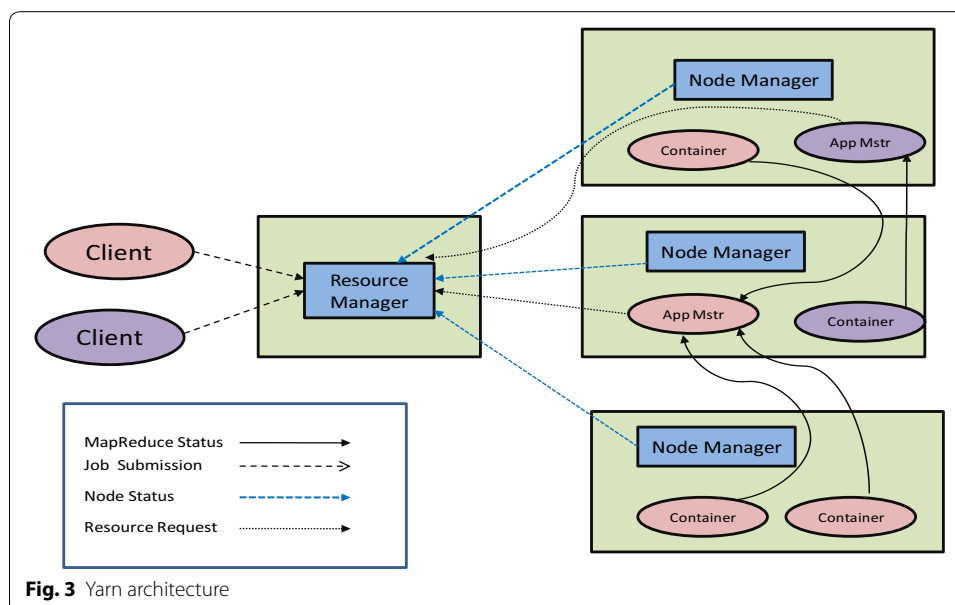 Node Manager
Container
App Mstr
Client
Client
Resource
Manager
Node Manager
App Mstr
Container
Node Manager
Container
Container
MapReduce Status
Job Submission
Node Status
Resource Request
Fig. 3 Yarn architecture